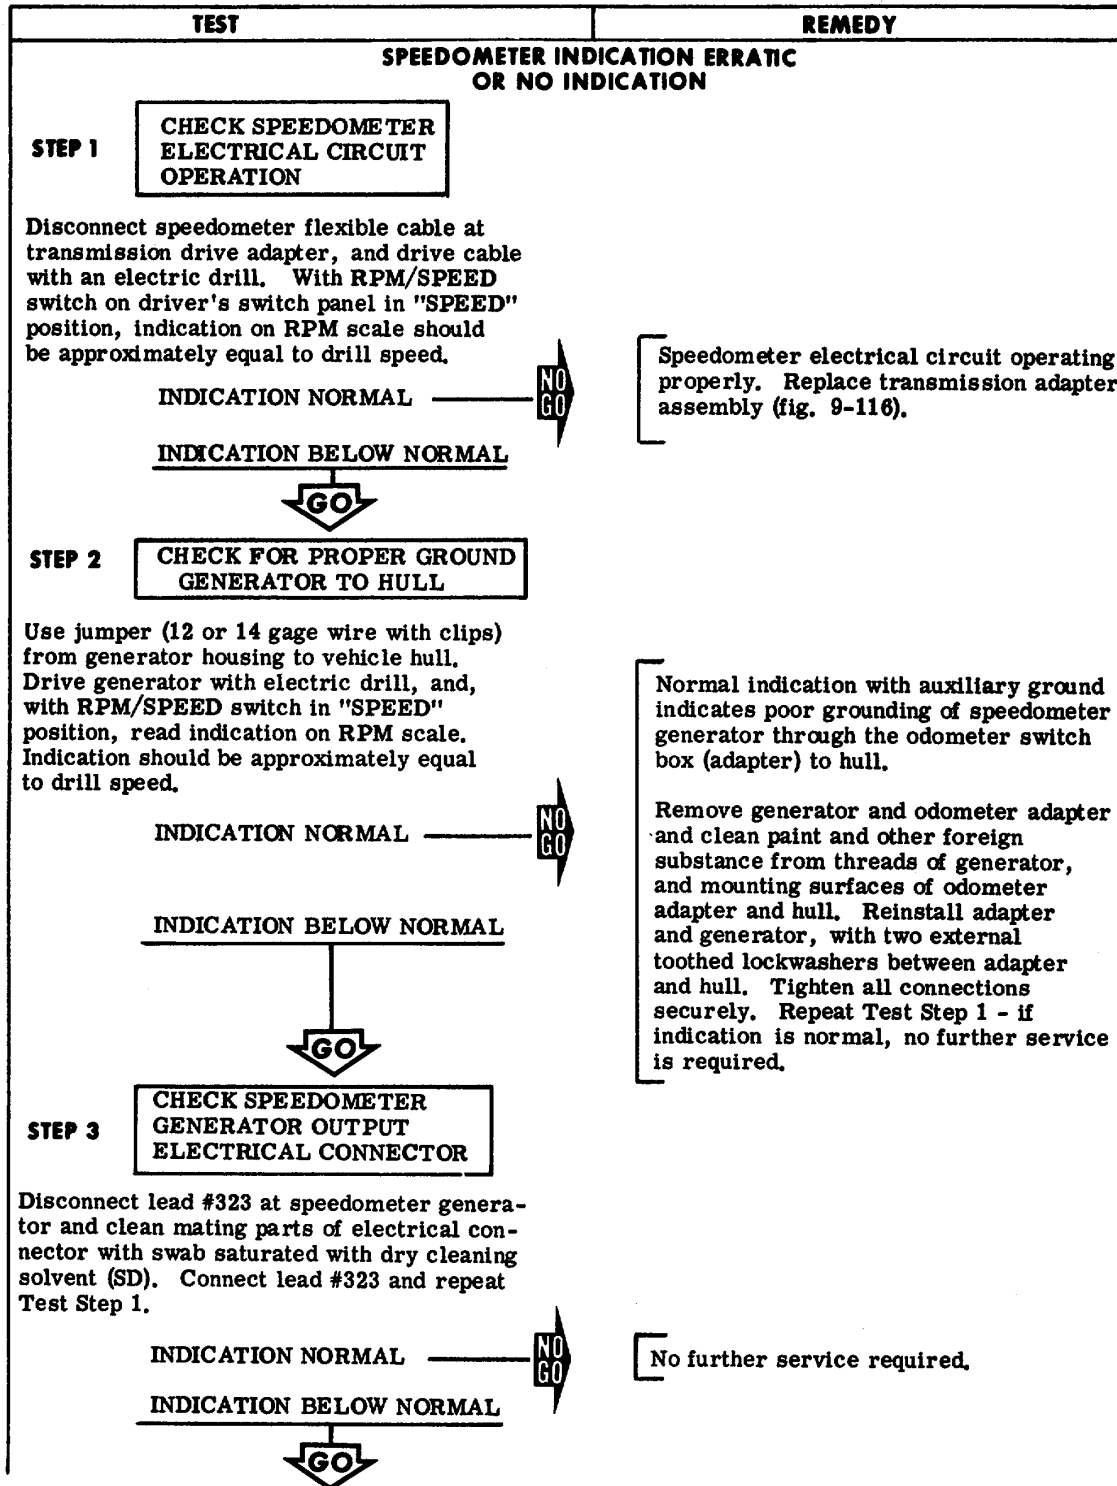 TEST
REMEDY
SPEEDOMETER INDICATION ERRATIC
OR NO INDICATION
STEP 1
CHECK SPEEDOMETER
ELECTRICAL CIRCUIT
OPERATION
Disconnect speedometer flexible cable at
transmission drive adapter, and drive cable
with an electric drill. With RPM/SPEED
switch on driver's switch panel in "SPEED"
position, indication on RPM scale should
be approximately equal to drill speed.
INDICATION NORMAL
NO
GO
Speedometer electrical circuit operating
properly. Replace transmission adapter
assembly (fig. 9-116).
INDICATION BELOW NORMAL
GO
STEP 2
CHECK FOR PROPER GROUND
GENERATOR TO HULL
Use jumper (12 or 14 gage wire with clips)
from generator housing to vehicle hull.
Drive generator with electric drill, and,
with RPM/SPEED switch in "SPEED"
position, read indication on RPM scale.
Indication should be approximately equal
to drill speed.
INDICATION NORMAL
NO
GO
Normal indication with auxiliary ground
indicates poor grounding of speedometer
generator through the odometer switch
box (adapter) to hull.
Remove generator and odometer adapter
and clean paint and other foreign
substance from threads of generator,
and mounting surfaces of odometer
adapter and hull. Reinstall adapter
and generator, with two external
toothed lockwashers between adapter
and hull. Tighten all connections
securely. Repeat Test Step 1 - if
indication is normal, no further service
is required.
INDICATION BELOW NORMAL
GO
STEP 3
CHECK SPEEDOMETER
GENERATOR OUTPUT
ELECTRICAL CONNECTOR
Disconnect lead #323 at speedometer genera-
tor and clean mating parts of electrical con-
nector with swab saturated with dry cleaning
solvent (SD). Connect lead #323 and repeat
Test Step 1.
INDICATION NORMAL
NO
GO
No further service required.
INDICATION BELOW NORMAL
GO